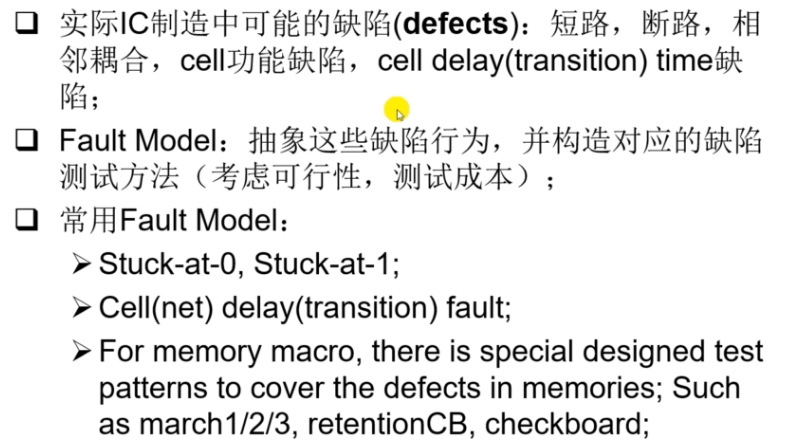 实际IC制造中可能的缺陷(defects)：短路，断路，相
邻耦合，cell功能缺陷，cell delay(transition) time缺
陷；
Fault Model：抽象这些缺陷行为，并构造对应的缺陷
测试方法（考虑可行性，测试成本）；
常用Fault Model：
Stuck-at-0, Stuck-at-1;
Cell(net) delay(transition) fault;
For memory macro, there is special designed test
patterns to cover the defects in memories; Such
as march1/2/3, retentionCB, checkboard;